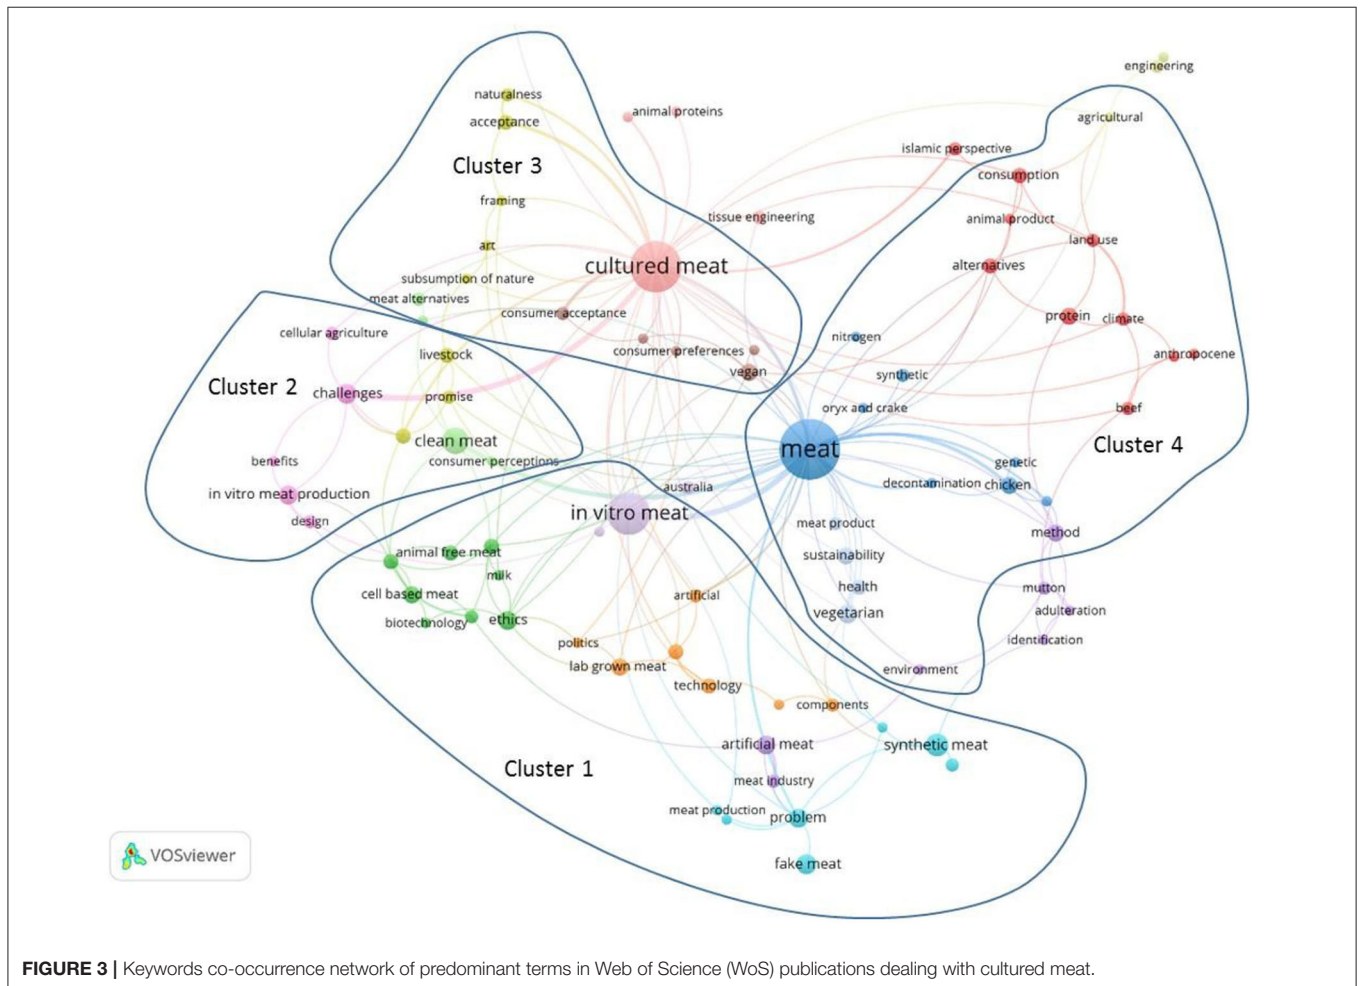 engineering
naturalness
animal proteins
acceptance
agricultural
islamic perspective
Cluster 3
consumption
framing
tissue engineering
animal product
art
land use
cultured meat
alternatives
subsumption of nature
meat alternatives
consumer acceptance
protein
climate
cellular agriculture
nitrogen
livestock
consumer preferences
anthropocene
vegan
synthetic
Cluster 2
challenges
promise
oryx and crake
beef
clean meat
meat
Cluster 4
benefits
consumer perceptions
genetic
in vitro meat production
australia
decontamination
chicken
design
in vitro meat
meat product
method
animal free meat
sustainability
milk
cell based meat
artificial
health
mutton
biotechnology
ethics
vegetarian
adulteration
politics
identification
lab grown meat
environment
technology
components
artificial meat
synthetic meat
Cluster 1
meat industry
meat production
problem
VOSviewer
fake meat
FIGURE 3 | Keywords co-occurrence network of predominant terms in Web of Science (WoS) publications dealing with cultured meat.